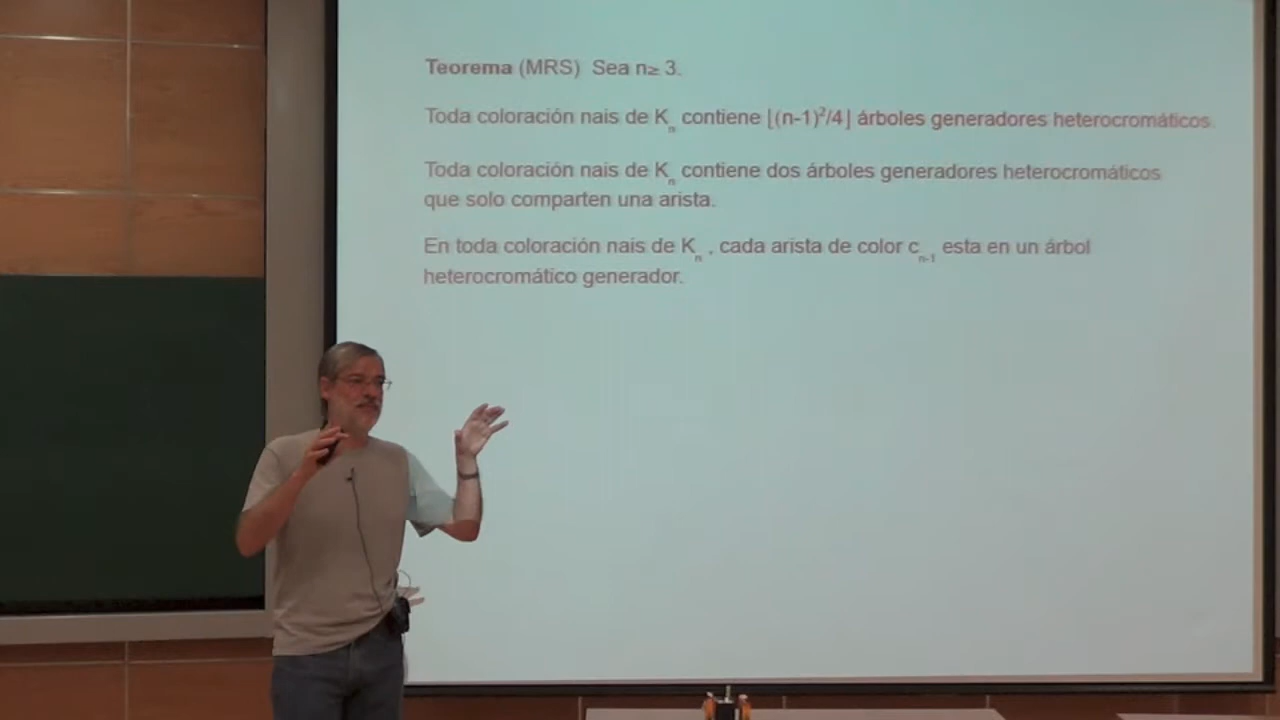 Teorema (MRS) Sea n≥ 3.
Toda coloración nais de Kₙ contiene ⌊(n-1)²/4⌋ árboles generadores heterocromáticos.
Toda coloración nais de Kₙ contiene dos árboles generadores heterocromáticos
que solo comparten una arista.
En toda coloración nais de Kₙ , cada arista de color cₙ₋₁ esta en un árbol
heterocromático generador.